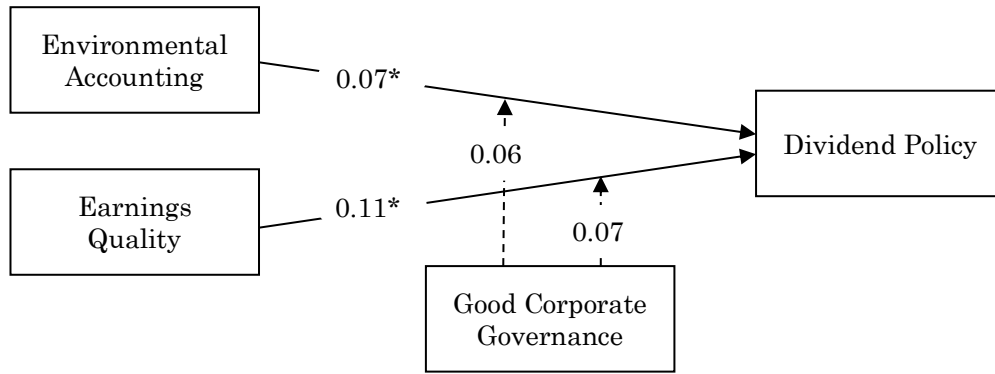 Environmental
Accounting
0.07*
Dividend Policy
0.06
Earnings
Quality
0.11*
0.07
Good Corporate
Governance